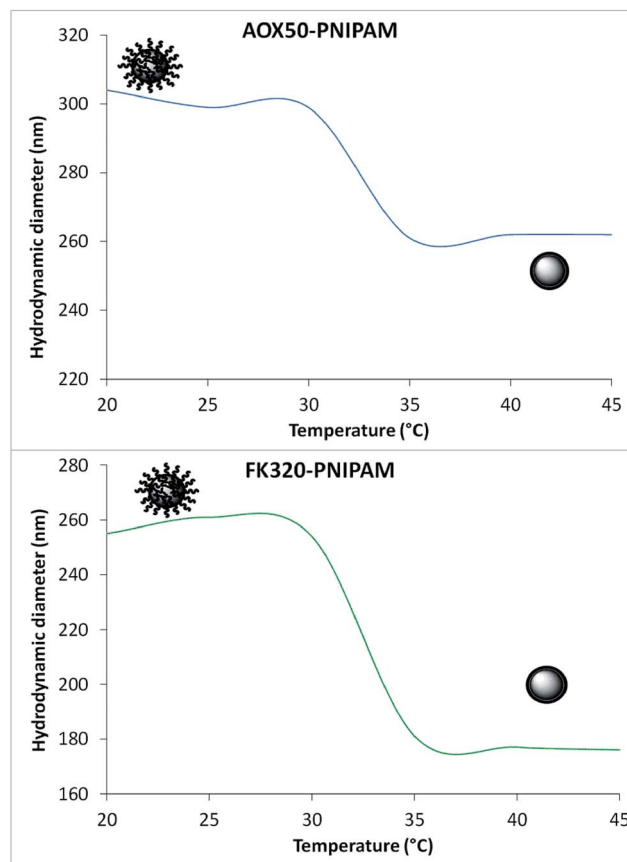 AOX50-PNIPAM
Hydrodynamic diameter (nm)
320
300
280
260
240
220
20 25 30 35 40 45
Temperature (°C)
FK320-PNIPAM
Hydrodynamic diameter (nm)
280
260
240
220
200
180
160
20 25 30 35 40 45
Temperature (°C)